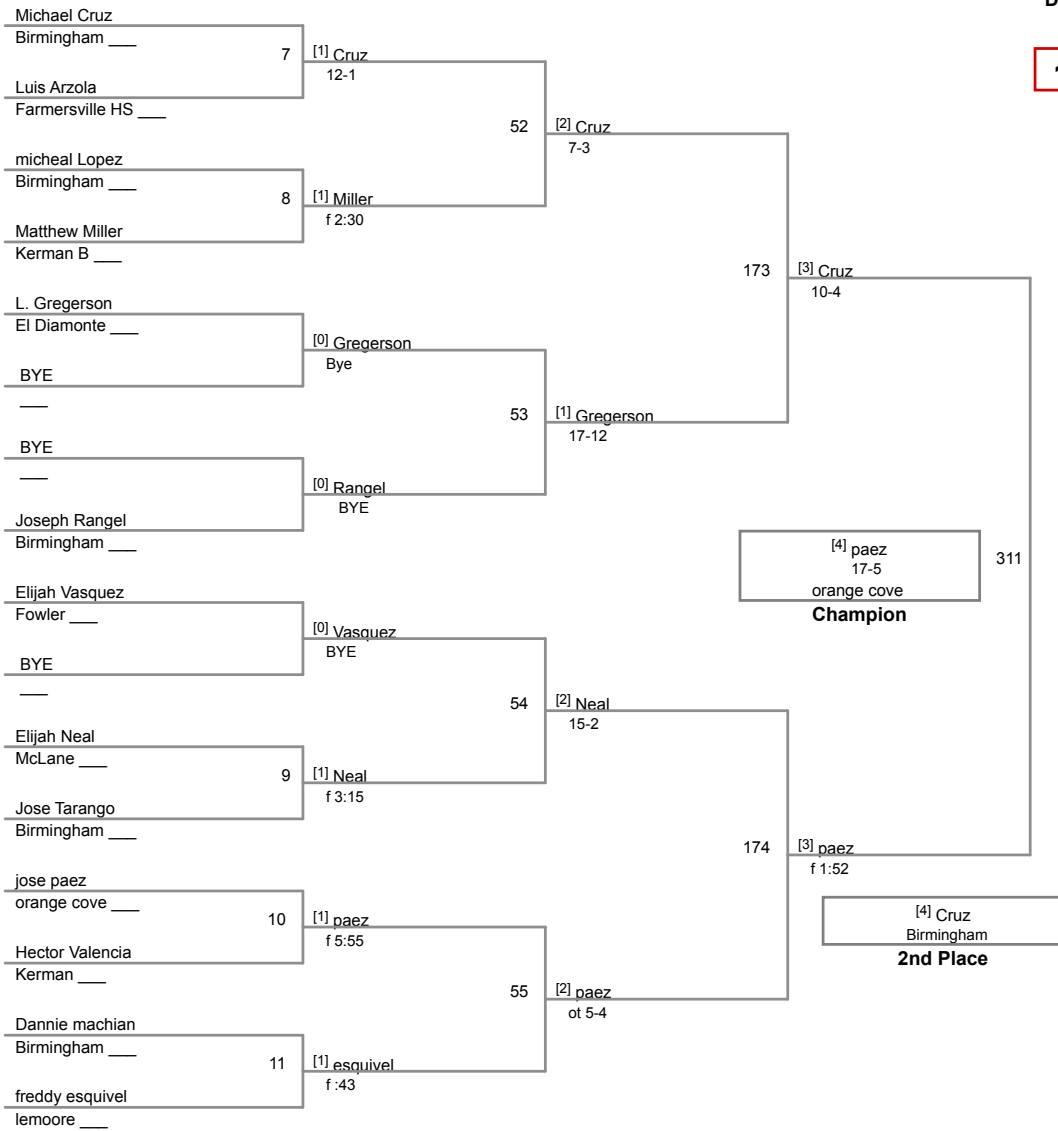 Michael Cruz
Birmingham ___
7
[1] Cruz
12-1
Luis Arzola
Farmersville HS ___
52
[2] Cruz
7-3
micheal Lopez
Birmingham ___
8
[1] Miller
f 2:30
Matthew Miller
Kerman B ___
173
[3] Cruz
10-4
L. Gregerson
El Diamonte ___
[0] Gregerson
Bye
BYE
___
53
[1] Gregerson
17-12
BYE
___
[0] Rangel
BYE
Joseph Rangel
Birmingham ___
[4] paez
17-5
orange cove
Champion
311
Elijah Vasquez
Fowler ___
[0] Vasquez
BYE
BYE
___
54
[2] Neal
15-2
Elijah Neal
McLane ___
9
[1] Neal
f 3:15
Jose Tarango
Birmingham ___
174
[3] paez
f 1:52
jose paez
orange cove ___
10
[1] paez
f 5:55
[4] Cruz
Birmingham
2nd Place
Hector Valencia
Kerman ___
55
[2] paez
ot 5-4
Dannie machian
Birmingham ___
11
[1] esquivel
f :43
freddy esquivel
lemoore ___